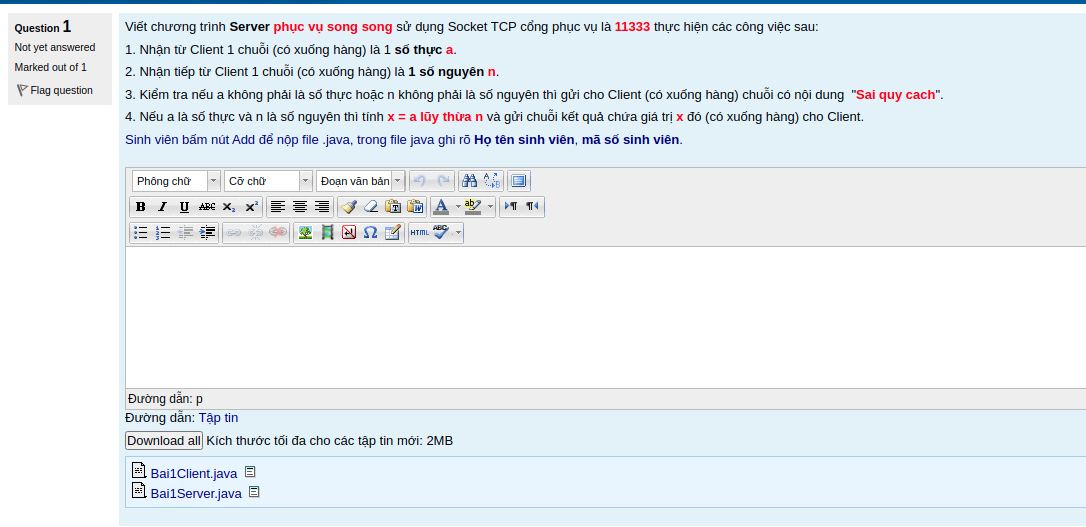 Question 1
Not yet answered
Marked out of 1
Flag question
Viết chương trình Server phục vụ song song sử dụng Socket TCP cổng phục vụ là 11333 thực hiện các công việc sau:
1. Nhận từ Client 1 chuỗi (có xuống hàng) là 1 số thực a.
2. Nhận tiếp từ Client 1 chuỗi (có xuống hàng) là 1 số nguyên n.
3. Kiểm tra nếu a không phải là số thực hoặc n không phải là số nguyên thì gửi cho Client (có xuống hàng) chuỗi có nội dung "Sai quy cach".
4. Nếu a là số thực và n là số nguyên thì tính x = a lũy thừa n và gửi chuỗi kết quả chứa giá trị x đó (có xuống hàng) cho Client.
Sinh viên bấm nút Add để nộp file .java, trong file java ghi rõ Họ tên sinh viên, mã số sinh viên.
Phông chữ Cỡ chữ Đoạn văn bản
B I U ABC X₂ X² T W A ab
HTML ABC
Đường dẫn: p
Đường dẫn: Tập tin
Download all Kích thước tối đa cho các tập tin mới: 2MB
Bai1Client.java
Bai1Server.java